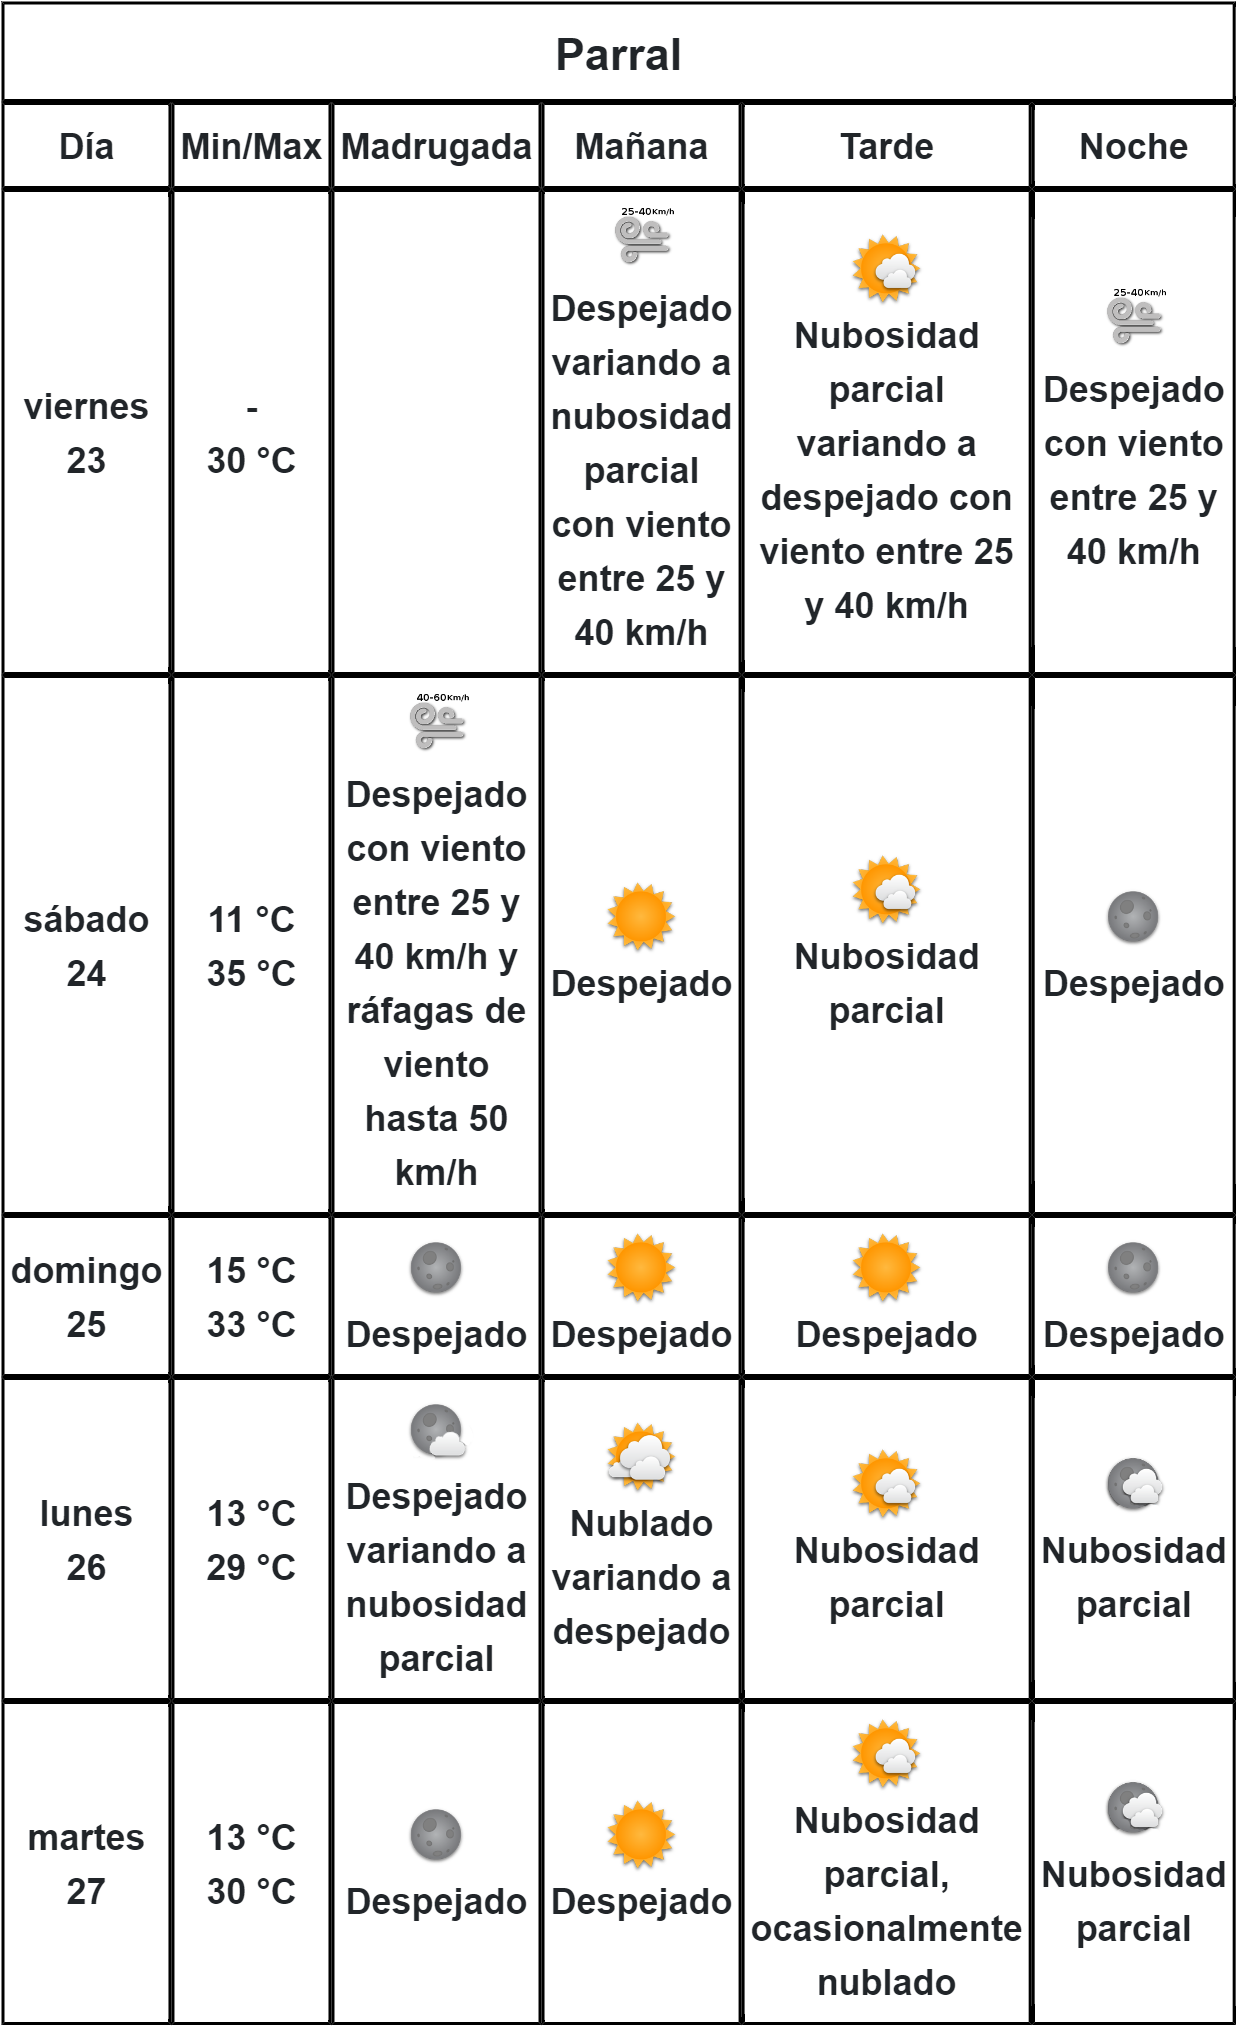 Parral
Día
Min/Max
Madrugada
Mañana
Tarde
Noche
viernes
23
-
30 °C
25-40Km/h
Despejado
variando a
nubosidad
parcial
con viento
entre 25 y
40 km/h
Nubosidad
parcial
variando a
despejado con
viento entre 25
y 40 km/h
25-40Km/h
Despejado
con viento
entre 25 y
40 km/h
sábado
24
11 °C
35 °C
40-60Km/h
Despejado
con viento
entre 25 y
40 km/h y
ráfagas de
viento
hasta 50
km/h
Despejado
Nubosidad
parcial
Despejado
domingo
25
15 °C
33 °C
Despejado
Despejado
Despejado
Despejado
lunes
26
13 °C
29 °C
Despejado
variando a
nubosidad
parcial
Nublado
variando a
despejado
Nubosidad
parcial
Nubosidad
parcial
martes
27
13 °C
30 °C
Despejado
Despejado
Nubosidad
parcial,
ocasionalmente
nublado
Nubosidad
parcial